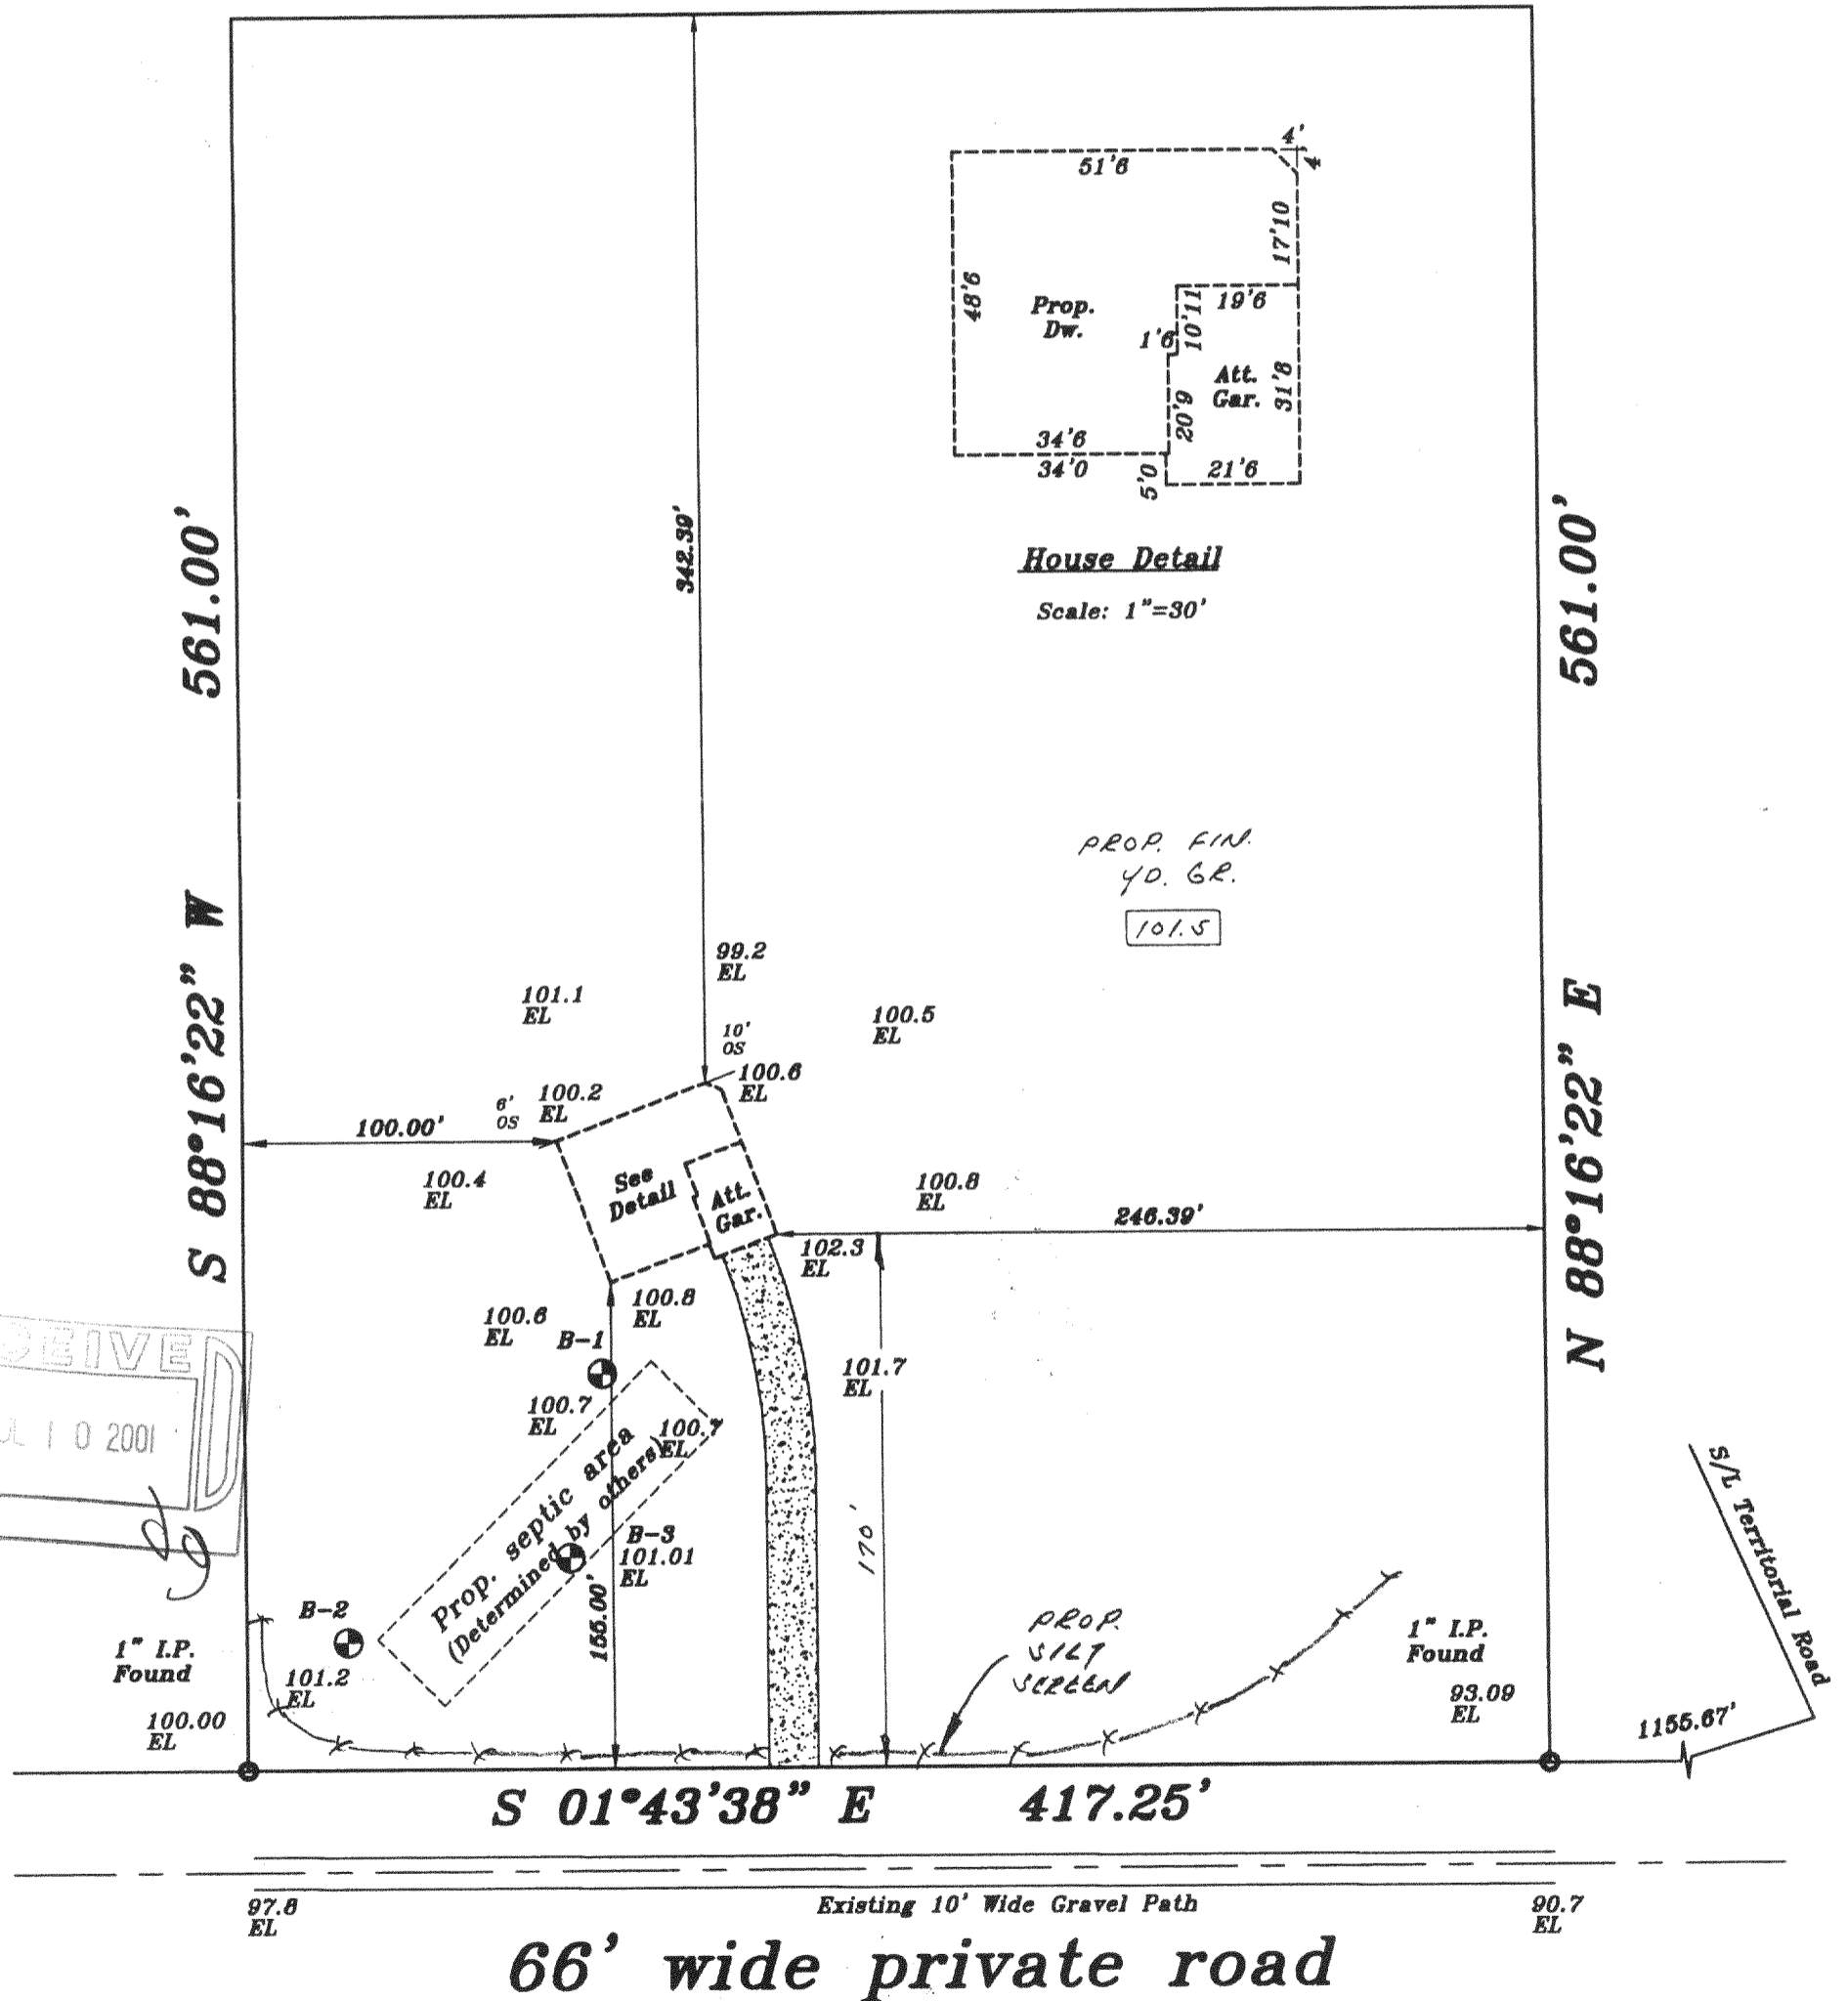 4'
4
51'6
17'10
48'6
Prop.
Dw.
19'6
10'11
1'6
Att.
Gar.
31'8
20'9
34'6
34'0
5'0
21'6
House Detail
Scale: 1"=30'
342.39'
561.00'
561.00'
PROP. FIN.
YD. GR.
101.5
S 88°16'22" W
N 88°16'22" E
99.2
EL
101.1
EL
100.5
EL
10'
OS
100.6
EL
100.2
EL
6'
OS
100.00'
100.4
EL
See
Detail
Att.
Gar.
100.8
EL
246.39'
102.3
EL
100.8
EL
100.6
EL
B-1
101.7
EL
100.7
EL
100.7
EL
Prop. septic area
(Determined by others)
B-3
101.01
EL
155.00'
170'
CEIVED
JL 10 2001
B-2
101.2
EL
1" I.P.
Found
100.00
EL
PROP.
SILT
SCREEN
1" I.P.
Found
93.09
EL
S/L Territorial Road
1155.67'
S 01°43'38" E 417.25'
97.8
EL
Existing 10' Wide Gravel Path
90.7
EL
66' wide private road